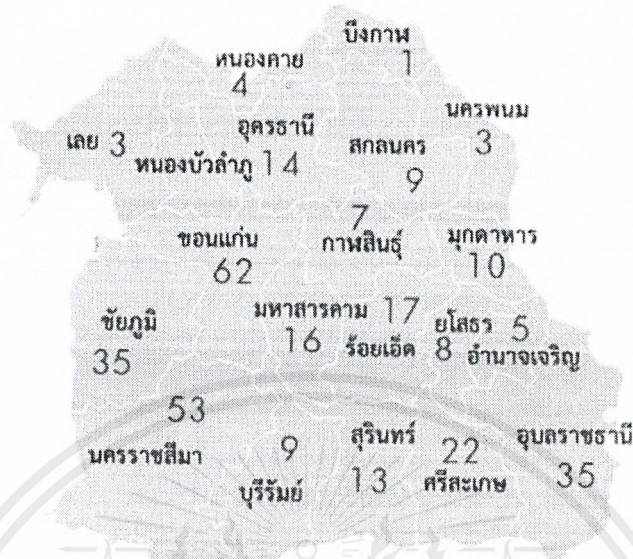 บึงกาฬ
1
หนองคาย
4
นครพนม
3
เลย 3
อุดรธานี
หนองบัวลำภู 14
สกลนคร
9
ขอนแก่น
62
7
กาฬสินธุ์
มุกดาหาร
10
ชัยภูมิ
35
มหาสารคาม 17
16 ร้อยเอ็ด
ยโสธร 5
8 อำนาจเจริญ
53
นครราชสีมา
9
บุรีรัมย์
สุรินทร์
13
22
ศรีสะเกษ
อุบลราชธานี
35